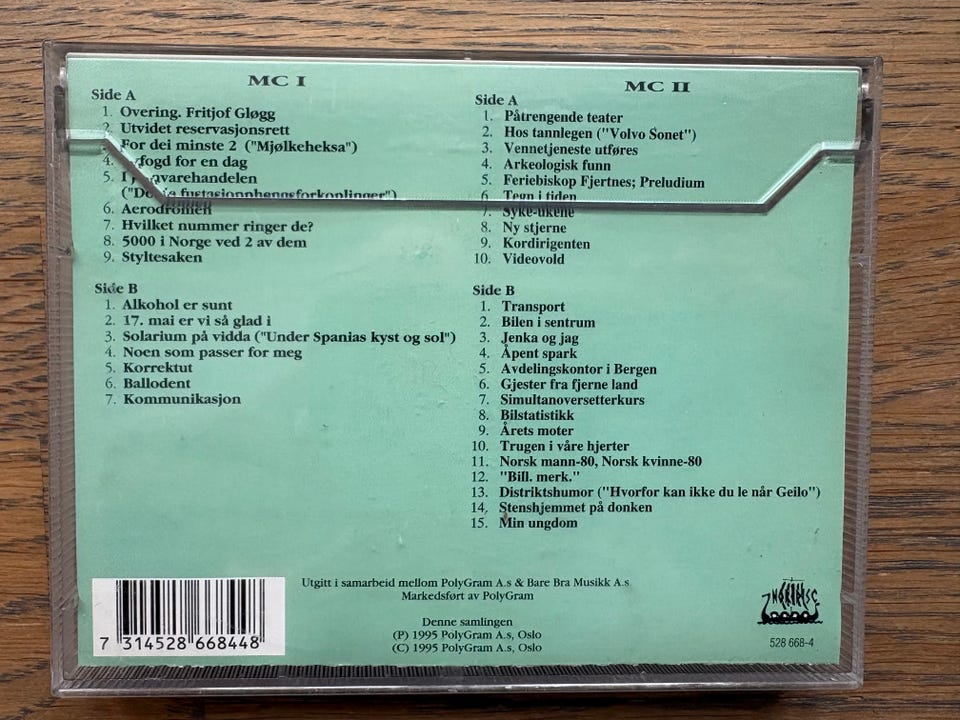 MC I
Side A
1. Overing. Fritjof Gløgg
2. Utvidet reservasjonsrett
3. For dei minste 2 ("Mjølkeheksa")
4. for en dag
5. I
6. Aerodromen
7. Hvilket nummer ringer de?
8. 5000 i Norge ved 2 av dem
9. Styltesaken
Side B
1. Alkohol er sunt
2. 17. mai er vi så glad i
3. Solarium på vidda ("Under Spanias kyst og sol")
4. Noen som passer for meg
5. Korrektut
6. Ballodent
7. Kommunikasjon
MC II
Side A
1. Påtrengende teater
2. Hos tannlegen ("Volvo Sonet")
3. Vennetjeneste utføres
4. Arkeologisk funn
5. Feriebiskop Fjertnes; Preludium
6. Tegn i tiden
7. Syke-ukene
8. Ny stjerne
9. Kordirigenten
10. Videovold
Side B
1. Transport
2. Bilen i sentrum
3. Jenka og jag
4. Åpent spark
5. Avdelingskontor i Bergen
6. Gjester fra fjerne land
7. Simultanoversetterkurs
8. Bilstatistikk
9. Årets moter
10. Trugen i våre hjerter
11. Norsk mann-80, Norsk kvinne-80
12. "Bill. merk."
13. Distriktshumor ("Hvorfor kan ikke du le når Geilo")
14. Stenshjemmet på donken
15. Min ungdom
Utgitt i samarbeid mellom PolyGram A.s & Bare Bra Musikk A.s
Markedsført av PolyGram
Denne samlingen
(P) 1995 PolyGram A.s, Oslo
(C) 1995 PolyGram A.s, Oslo
7 314528 668448
NORSK
528 668-4